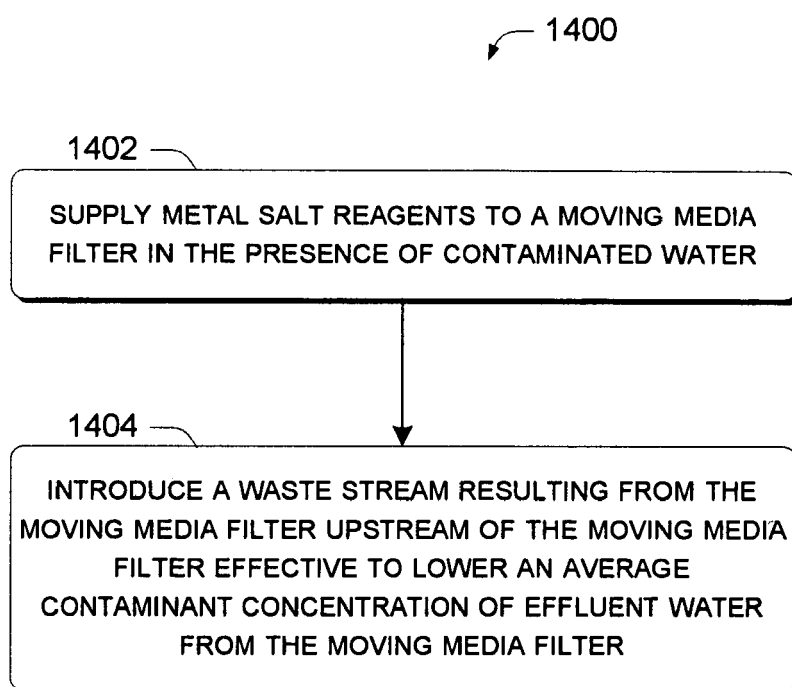 1400
1402
SUPPLY METAL SALT REAGENTS TO A MOVING MEDIA
FILTER IN THE PRESENCE OF CONTAMINATED WATER
1404
INTRODUCE A WASTE STREAM RESULTING FROM THE
MOVING MEDIA FILTER UPSTREAM OF THE MOVING MEDIA
FILTER EFFECTIVE TO LOWER AN AVERAGE
CONTAMINANT CONCENTRATION OF EFFLUENT WATER
FROM THE MOVING MEDIA FILTER